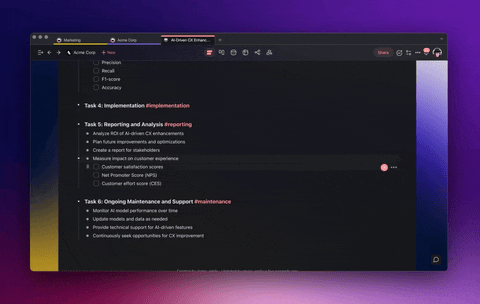 Marketing
Acme Corp
AI-Driven CX Enhanc...
Acme Corp
New
Share
Precision
Recall
F1-score
Accuracy
Task 4: Implementation #implementation
Task 5: Reporting and Analysis #reporting
Analyze ROI of AI-driven CX enhancements
Plan future improvements and optimizations
Create a report for stakeholders
Measure impact on customer experience
Customer satisfaction scores
Net Promoter Score (NPS)
Customer effort score (CES)
Task 6: Ongoing Maintenance and Support #maintenance
Monitor AI model performance over time
Update models and data as needed
Provide technical support for AI-driven features
Continuously seek opportunities for CX improvement